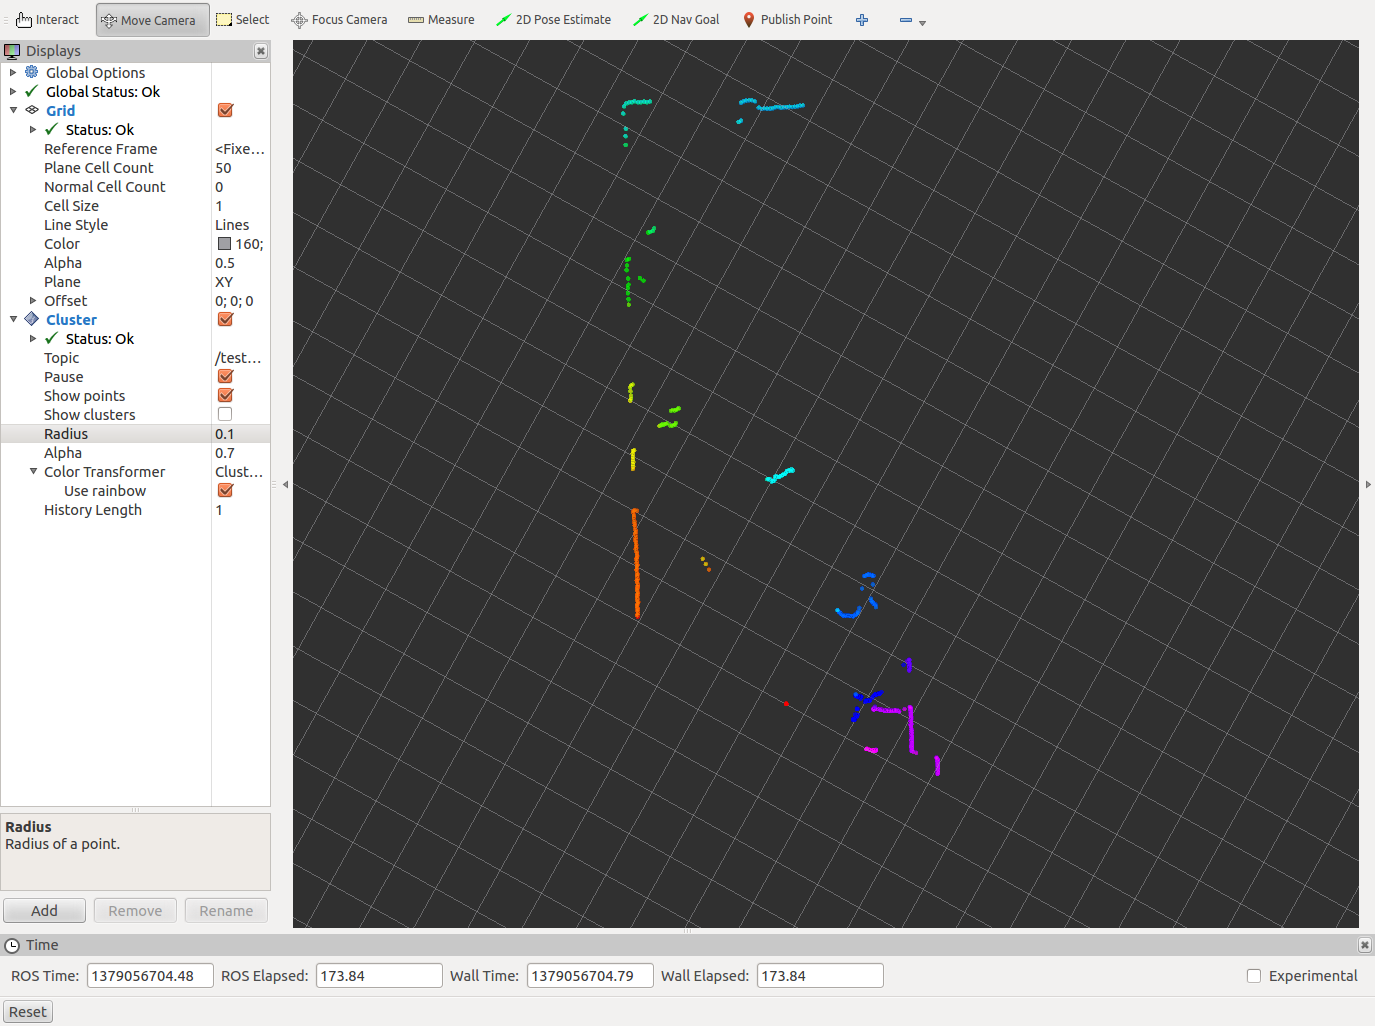 Interact Move Camera Select Focus Camera Measure 2D Pose Estimate 2D Nav Goal Publish Point
Displays
Global Options
Global Status: Ok
Grid
Status: Ok
Reference Frame <Fixe...
Plane Cell Count 50
Normal Cell Count 0
Cell Size 1
Line Style Lines
Color 160;
Alpha 0.5
Plane XY
Offset 0; 0; 0
Cluster
Status: Ok
Topic /test...
Pause
Show points
Show clusters
Radius 0.1
Alpha 0.7
Color Transformer Clust...
Use rainbow
History Length 1
Radius
Radius of a point.
Add Remove Rename
Time
ROS Time: 1379056704.48 ROS Elapsed: 173.84 Wall Time: 1379056704.79 Wall Elapsed: 173.84 Experimental
Reset